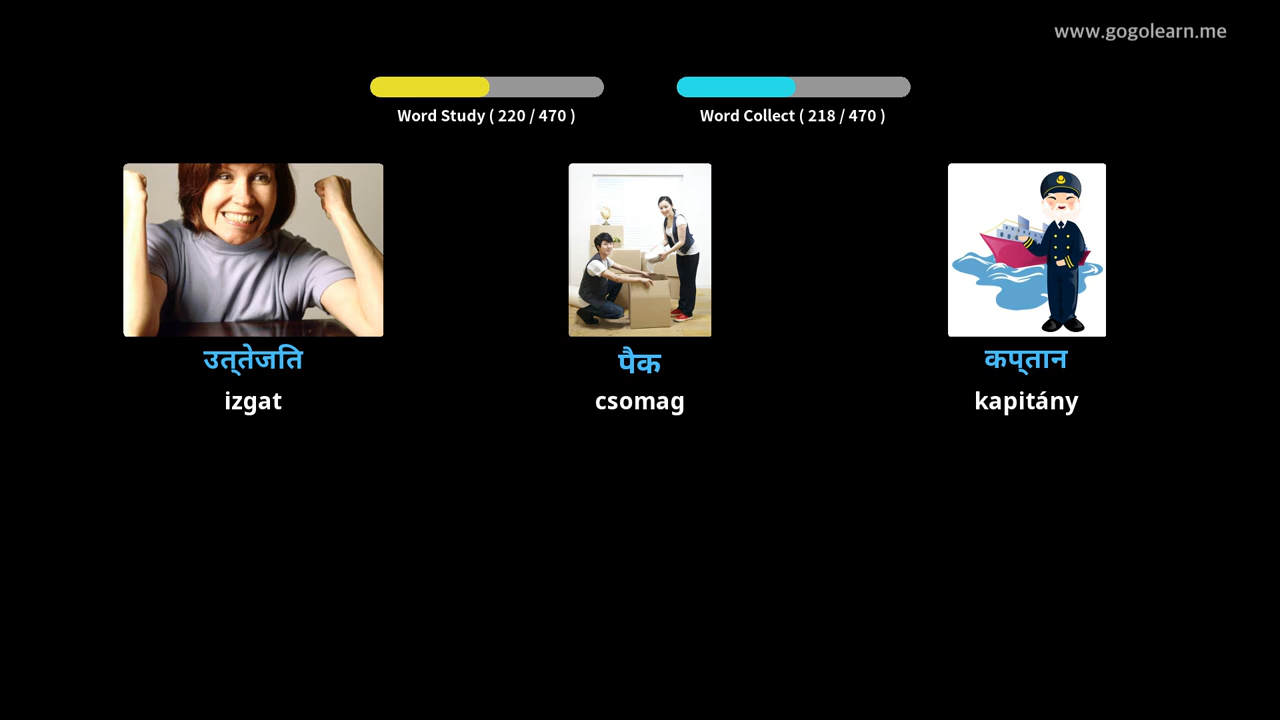 www.gogolearn.me
Word Study ( 220 / 470 )
Word Collect ( 218 / 470 )
उत्तेजति
पैक
कप्तान
izgat
csomag
kapitány